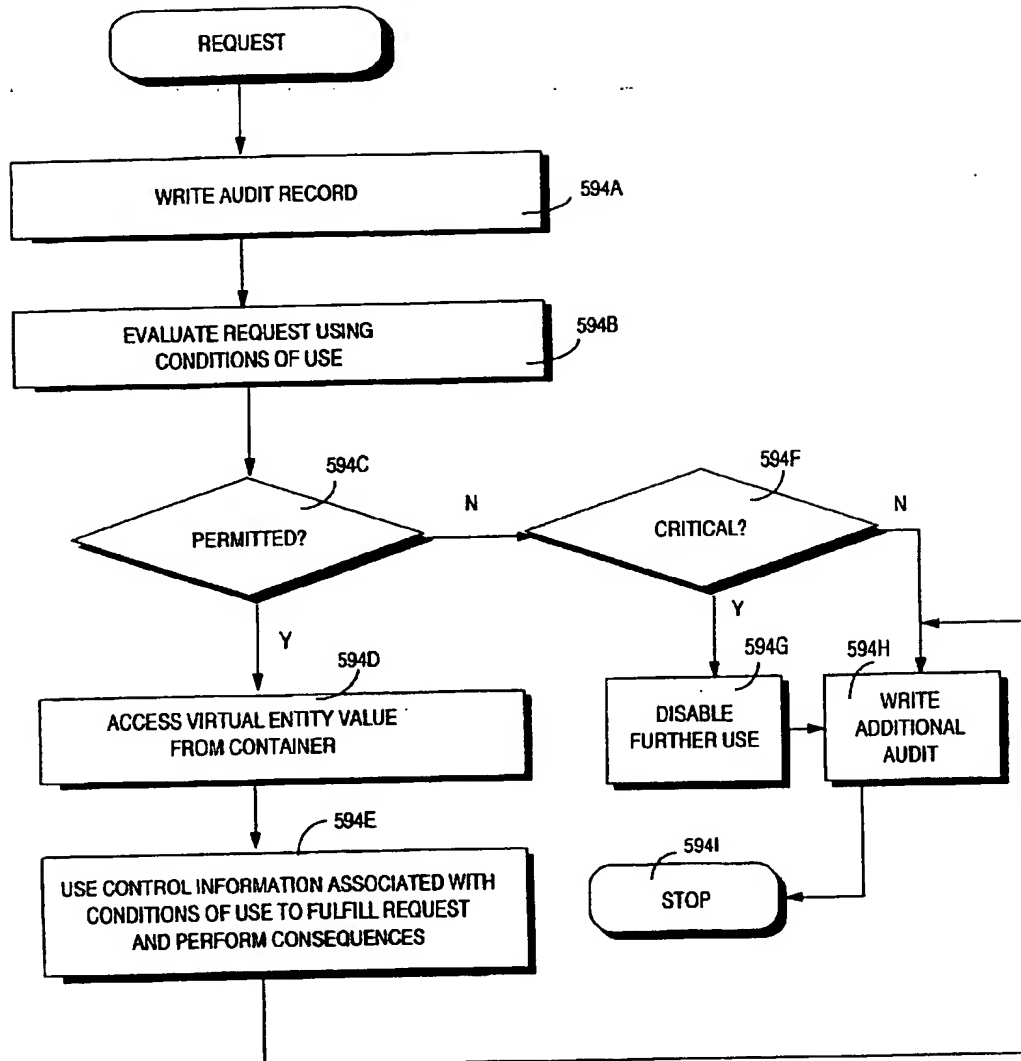 REQUEST
WRITE AUDIT RECORD
594A
EVALUATE REQUEST USING
CONDITIONS OF USE
594B
594C
PERMITTED?
N
594F
CRITICAL?
N
Y
Y
594D
ACCESS VIRTUAL ENTITY VALUE
FROM CONTAINER
594G
DISABLE
FURTHER USE
594H
WRITE
ADDITIONAL
AUDIT
594E
USE CONTROL INFORMATION ASSOCIATED WITH
CONDITIONS OF USE TO FULFILL REQUEST
AND PERFORM CONSEQUENCES
594I
STOP